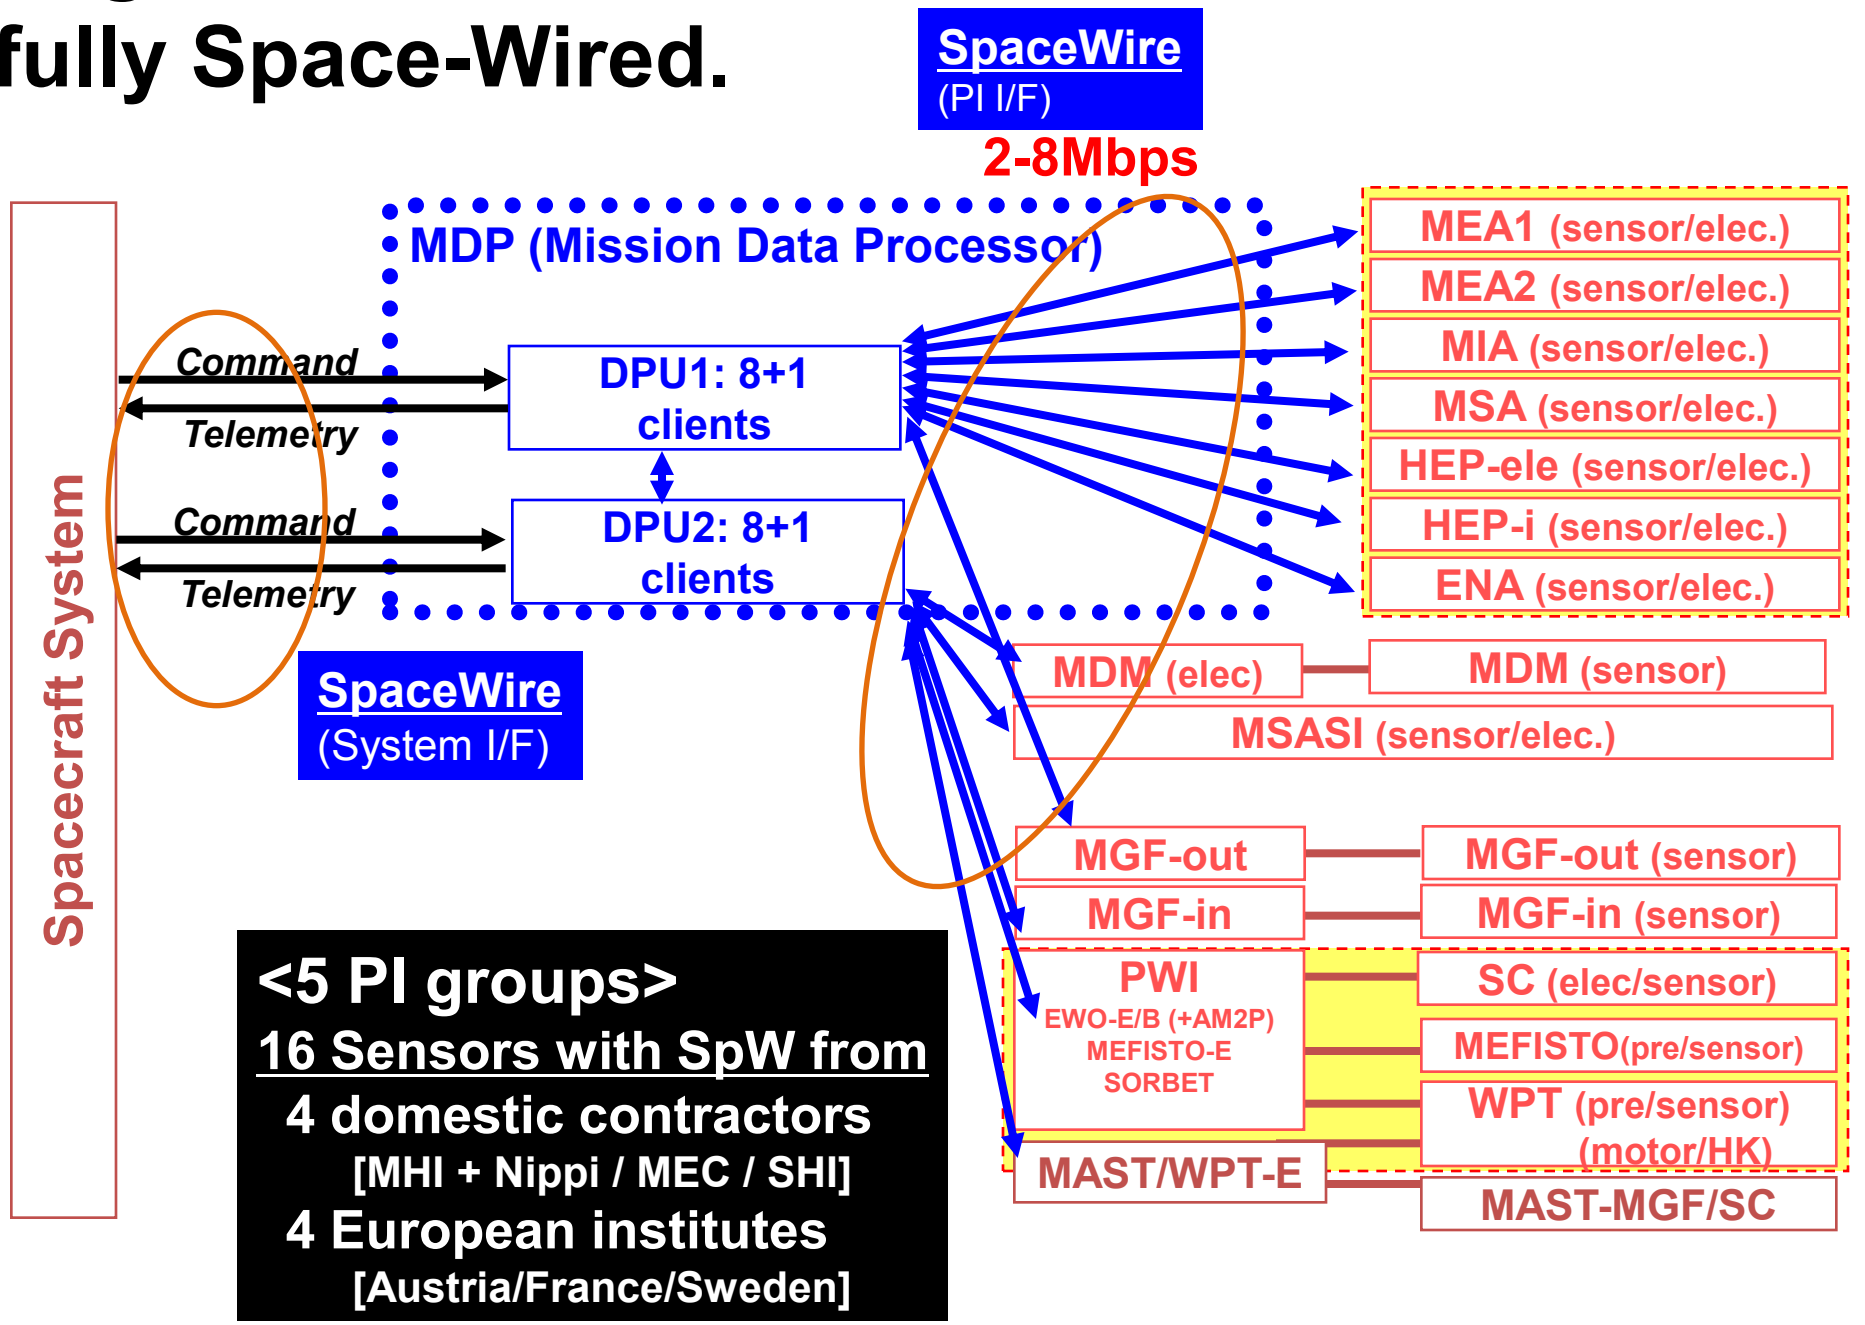 fully Space-Wired.
SpaceWire
(PI I/F)
2-8Mbps
MDP (Mission Data Processor)
Spacecraft System
Command
Telemetry
Command
Telemetry
DPU1: 8+1
clients
DPU2: 8+1
clients
SpaceWire
(System I/F)
MEA1 (sensor/elec.)
MEA2 (sensor/elec.)
MIA (sensor/elec.)
MSA (sensor/elec.)
HEP-ele (sensor/elec.)
HEP-i (sensor/elec.)
ENA (sensor/elec.)
MDM (elec)
MDM (sensor)
MSASI (sensor/elec.)
MGF-out
MGF-out (sensor)
MGF-in
MGF-in (sensor)
PWI
EWO-E/B (+AM2P)
MEFISTO-E
SORBET
SC (elec/sensor)
MEFISTO(pre/sensor)
WPT (pre/sensor)
(motor/HK)
MAST/WPT-E
MAST-MGF/SC
<5 PI groups>
16 Sensors with SpW from
4 domestic contractors
[MHI + Nippi / MEC / SHI]
4 European institutes
[Austria/France/Sweden]